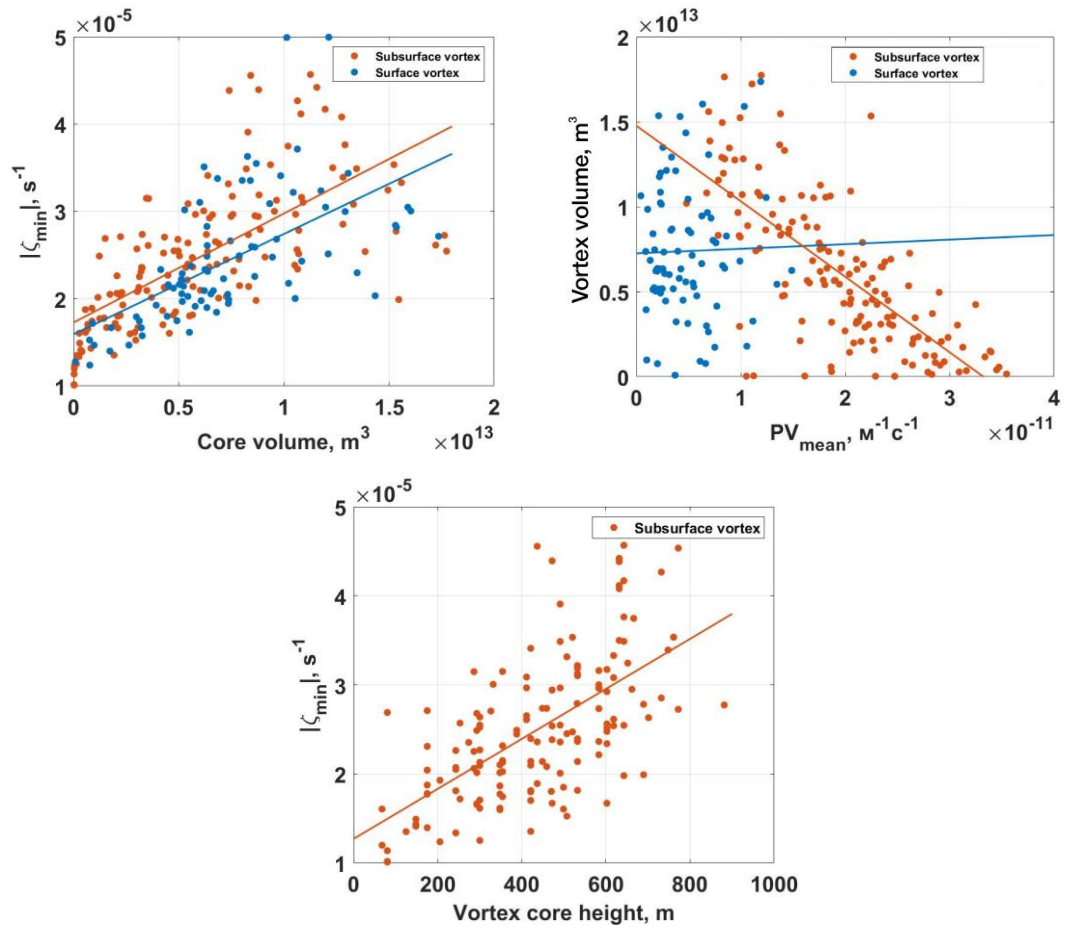 ×10⁻⁵
5
4
3
2
1
|ζmin|, s⁻¹
Subsurface vortex
Surface vortex
0 0.5 1 1.5 2
Core volume, m³
×10¹³
×10¹³
2
1.5
1
0.5
0
Vortex volume, m³
Subsurface vortex
Surface vortex
0 1 2 3 4
PVmean, м⁻¹с⁻¹
×10⁻¹¹
×10⁻⁵
5
4
3
2
1
|ζmin|, s⁻¹
Subsurface vortex
0 200 400 600 800 1000
Vortex core height, m